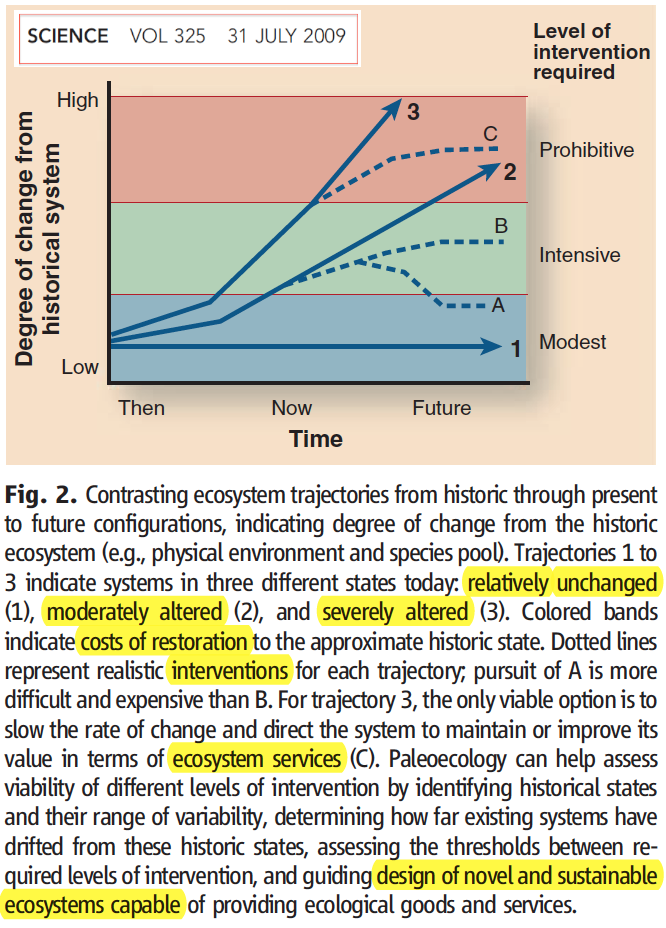 SCIENCE VOL 325 31 JULY 2009
Level of
intervention
required
High
Degree of change from
historical system
Low
3
C
2
B
A
1
Prohibitive
Intensive
Modest
Then
Now
Future
Time
Fig. 2. Contrasting ecosystem trajectories from historic through present
to future configurations, indicating degree of change from the historic
ecosystem (e.g., physical environment and species pool). Trajectories 1 to
3 indicate systems in three different states today: relatively unchanged
(1), moderately altered (2), and severely altered (3). Colored bands
indicate costs of restoration to the approximate historic state. Dotted lines
represent realistic interventions for each trajectory; pursuit of A is more
difficult and expensive than B. For trajectory 3, the only viable option is to
slow the rate of change and direct the system to maintain or improve its
value in terms of ecosystem services (C). Paleoecology can help assess
viability of different levels of intervention by identifying historical states
and their range of variability, determining how far existing systems have
drifted from these historic states, assessing the thresholds between re-
quired levels of intervention, and guiding design of novel and sustainable
ecosystems capable of providing ecological goods and services.